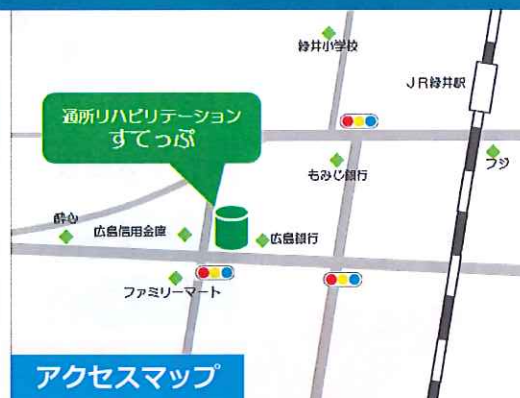 緑井小学校
JR緑井駅
通所リハビリテーション
すてっぷ
もみじ銀行
フジ
酔心
広島信用金庫
広島銀行
ファミリーマート
アクセスマップ